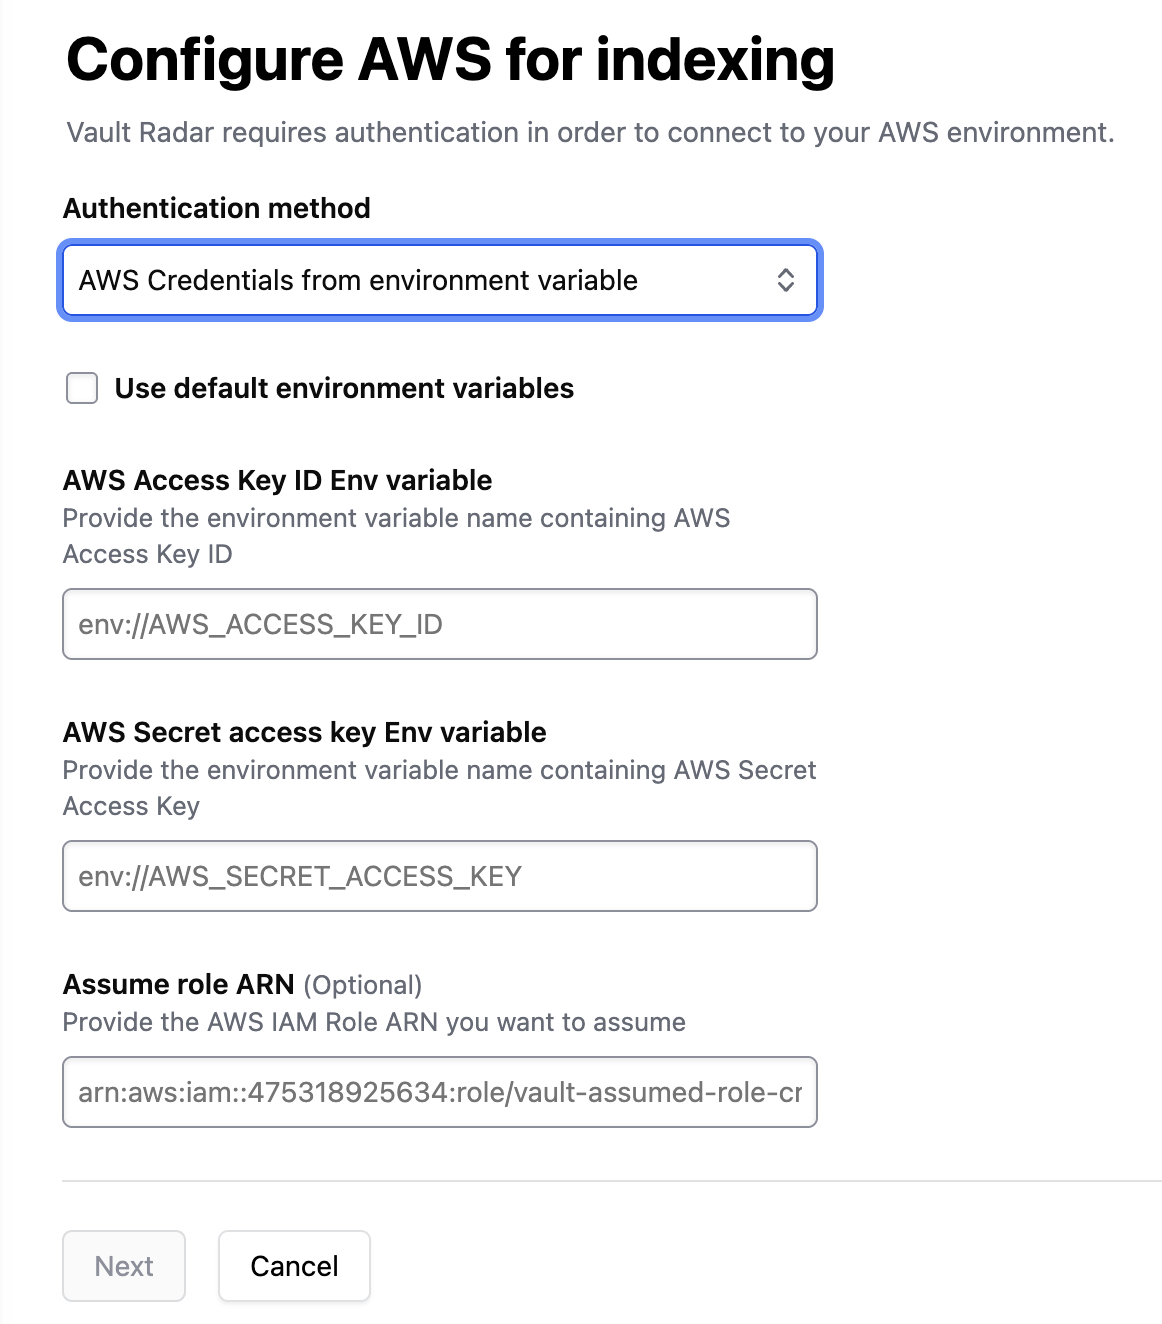 Configure AWS for indexing
Vault Radar requires authentication in order to connect to your AWS environment.
Authentication method
AWS Credentials from environment variable
Use default environment variables
AWS Access Key ID Env variable
Provide the environment variable name containing AWS
Access Key ID
env://AWS_ACCESS_KEY_ID
AWS Secret access key Env variable
Provide the environment variable name containing AWS Secret
Access Key
env://AWS_SECRET_ACCESS_KEY
Assume role ARN (Optional)
Provide the AWS IAM Role ARN you want to assume
arn:aws:iam::475318925634:role/vault-assumed-role-cr
Next
Cancel